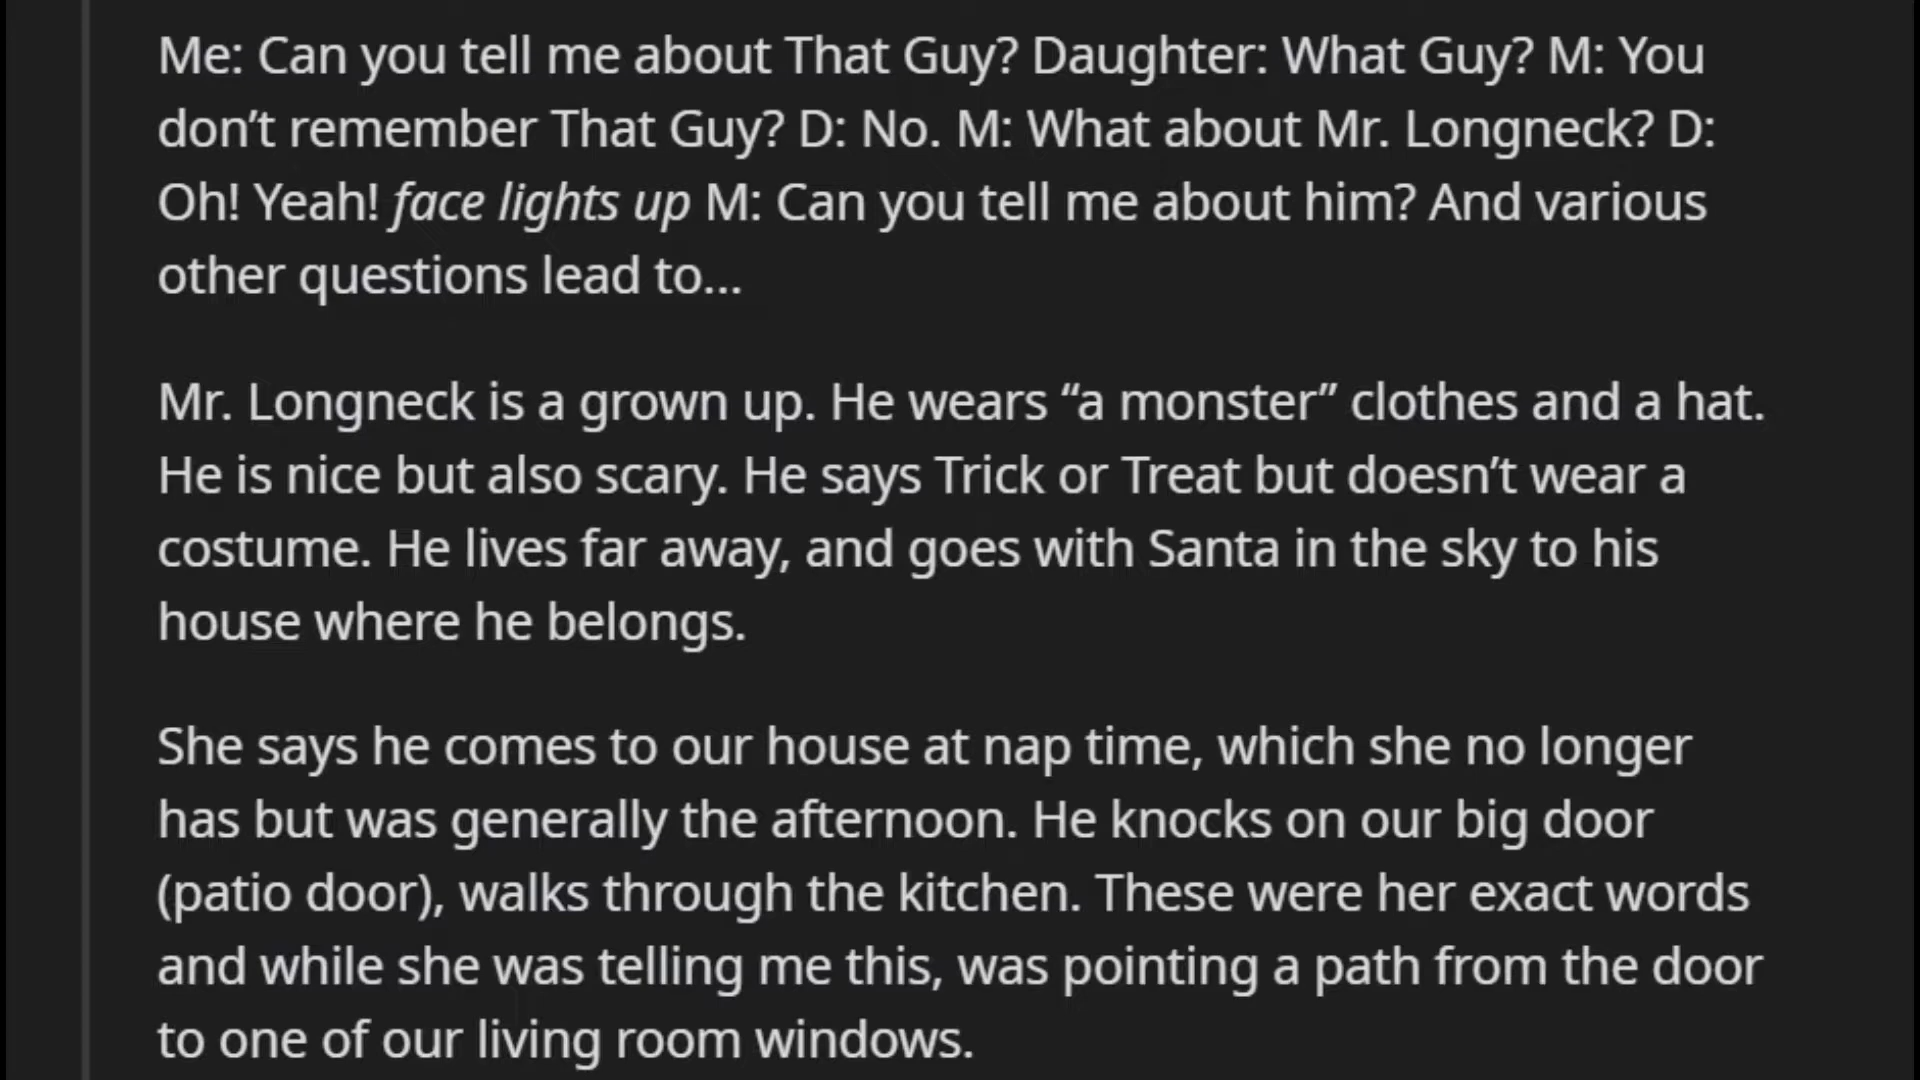 Me: Can you tell me about That Guy? Daughter: What Guy? M: You
don’t remember That Guy? D: No. M: What about Mr. Longneck? D:
Oh! Yeah! face lights up M: Can you tell me about him? And various
other questions lead to...
Mr. Longneck is a grown up. He wears “a monster” clothes and a hat.
He is nice but also scary. He says Trick or Treat but doesn’t wear a
costume. He lives far away, and goes with Santa in the sky to his
house where he belongs.
She says he comes to our house at nap time, which she no longer
has but was generally the afternoon. He knocks on our big door
(patio door), walks through the kitchen. These were her exact words
and while she was telling me this, was pointing a path from the door
to one of our living room windows.